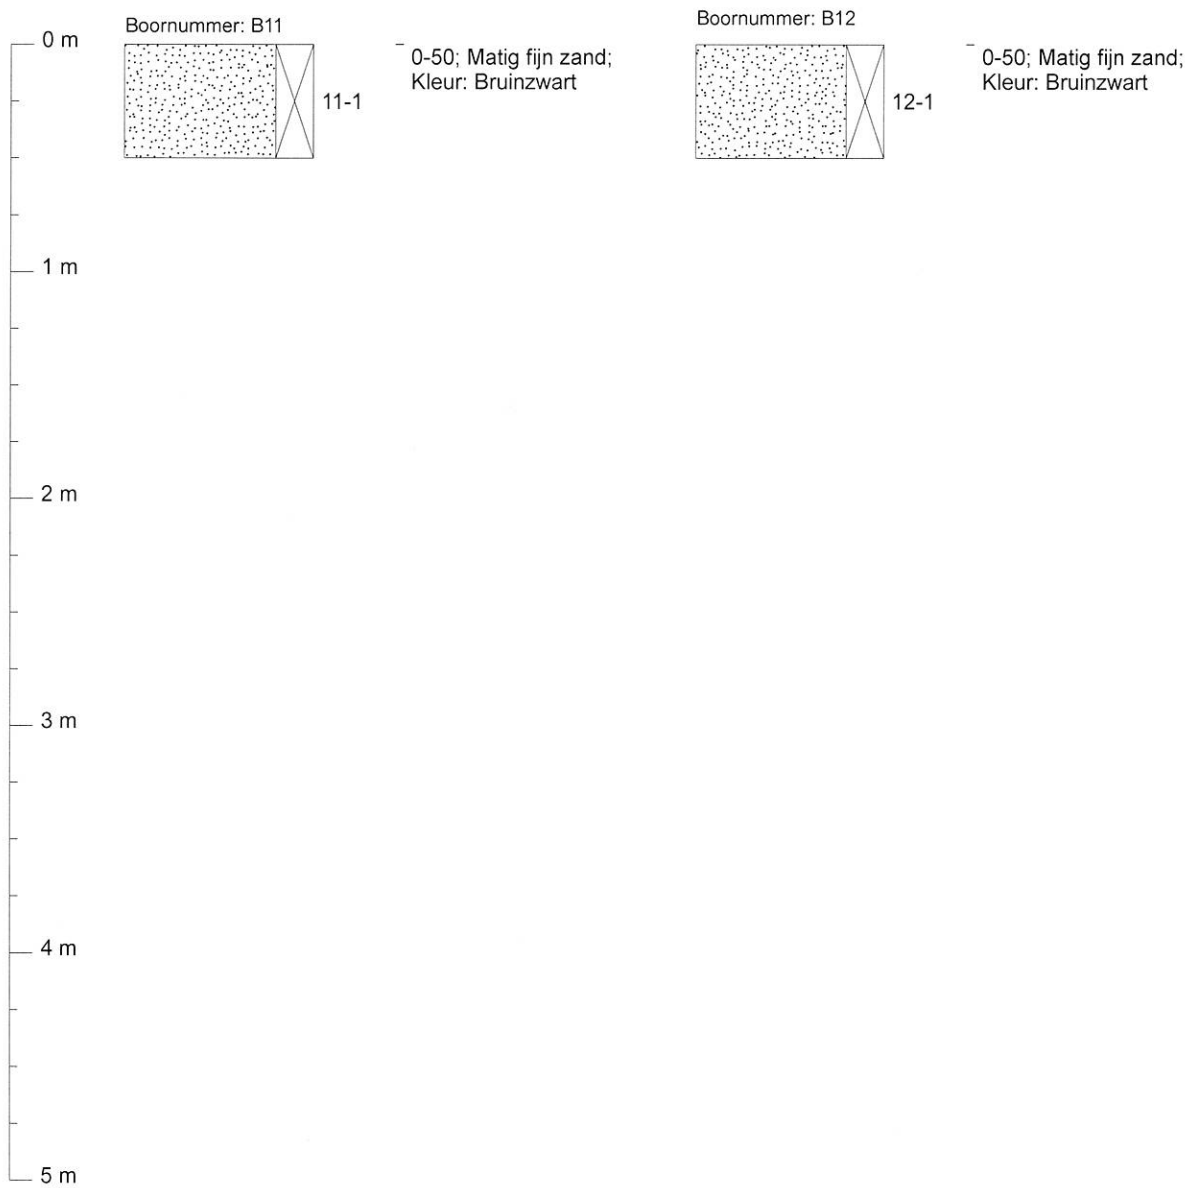 Boornummer: B11
0-50; Matig fijn zand;
Kleur: Bruinzwart
11-1
Boornummer: B12
0-50; Matig fijn zand;
Kleur: Bruinzwart
12-1
0 m
1 m
2 m
3 m
4 m
5 m